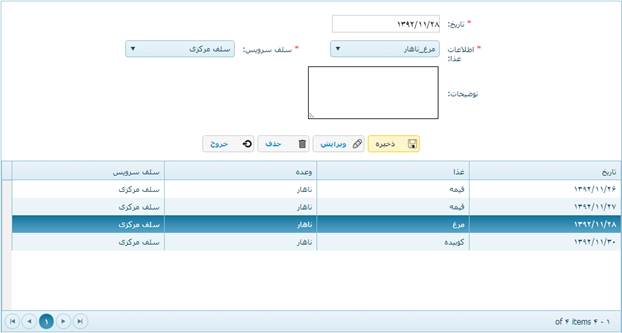 * تاریخ: ۱۳۹۲/۱۱/۲۸
* اطلاعات غذا: مرغ_ناهار * سلف سرویس: سلف مرکزی
توضیحات:
ذخیره ویرایش حذف خروج
تاریخ غذا وعده سلف سرویس
۱۳۹۲/۱۱/۲۶ قیمه ناهار سلف مرکزی
۱۳۹۲/۱۱/۲۷ قیمه ناهار سلف مرکزی
۱۳۹۲/۱۱/۲۸ مرغ ناهار سلف مرکزی
۱۳۹۲/۱۱/۳۰ کوبیده ناهار سلف مرکزی
۱ - ۴ of ۴ items ۱